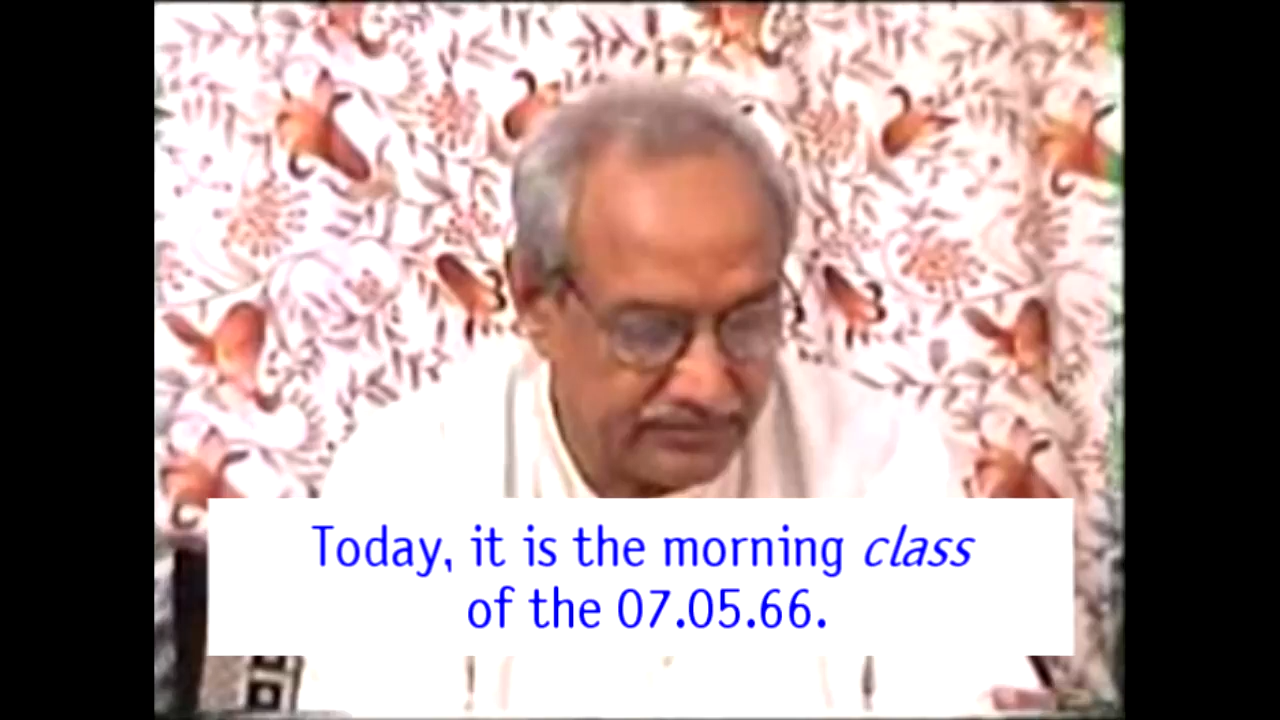 Today, it is the morning class
of the 07.05.66.